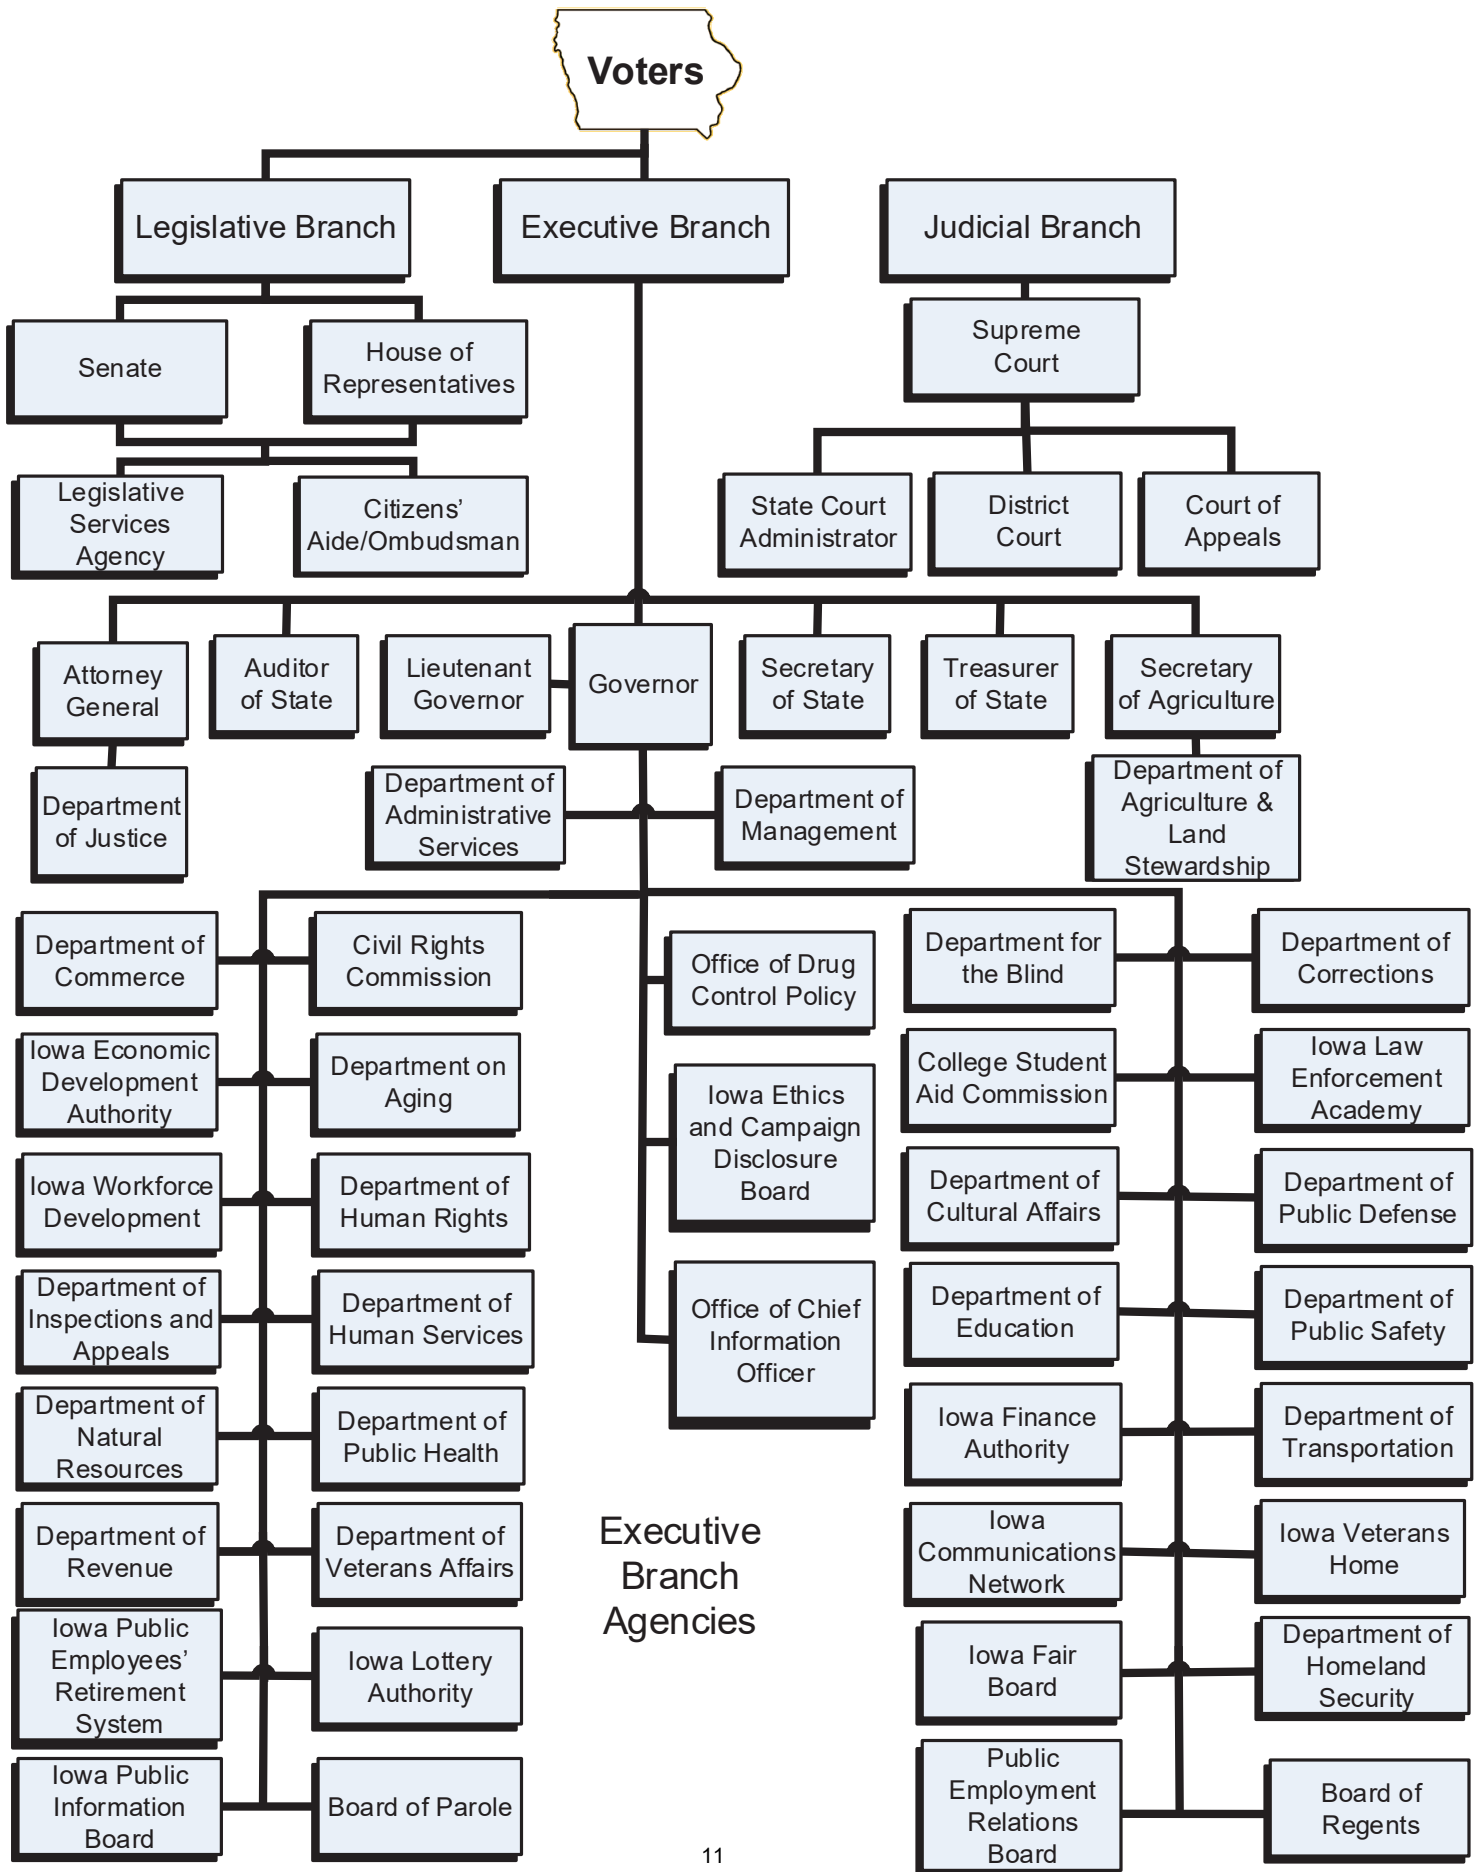 Voters
Legislative Branch
Executive Branch
Judicial Branch
Senate
House of
Representatives
Supreme
Court
Legislative
Services
Agency
Citizens’
Aide/Ombudsman
State Court
Administrator
District
Court
Court of
Appeals
Attorney
General
Auditor
of State
Lieutenant
Governor
Governor
Secretary
of State
Treasurer
of State
Secretary
of Agriculture
Department
of Justice
Department of
Administrative
Services
Department of
Management
Department of
Agriculture &
Land
Stewardship
Department of
Commerce
Civil Rights
Commission
Office of Drug
Control Policy
Department for
the Blind
Department of
Corrections
Iowa Economic
Development
Authority
Department on
Aging
Iowa Ethics
and Campaign
Disclosure
Board
College Student
Aid Commission
Iowa Law
Enforcement
Academy
Iowa Workforce
Development
Department of
Human Rights
Department of
Cultural Affairs
Department of
Public Defense
Department of
Inspections and
Appeals
Department of
Human Services
Office of Chief
Information
Officer
Department of
Education
Department of
Public Safety
Department of
Natural
Resources
Department of
Public Health
Iowa Finance
Authority
Department of
Transportation
Department of
Revenue
Department of
Veterans Affairs
Executive
Branch
Agencies
Iowa
Communications
Network
Iowa Veterans
Home
Iowa Public
Employees’
Retirement
System
Iowa Lottery
Authority
Iowa Fair
Board
Department of
Homeland
Security
Iowa Public
Information
Board
Board of Parole
Public
Employment
Relations
Board
Board of
Regents
11